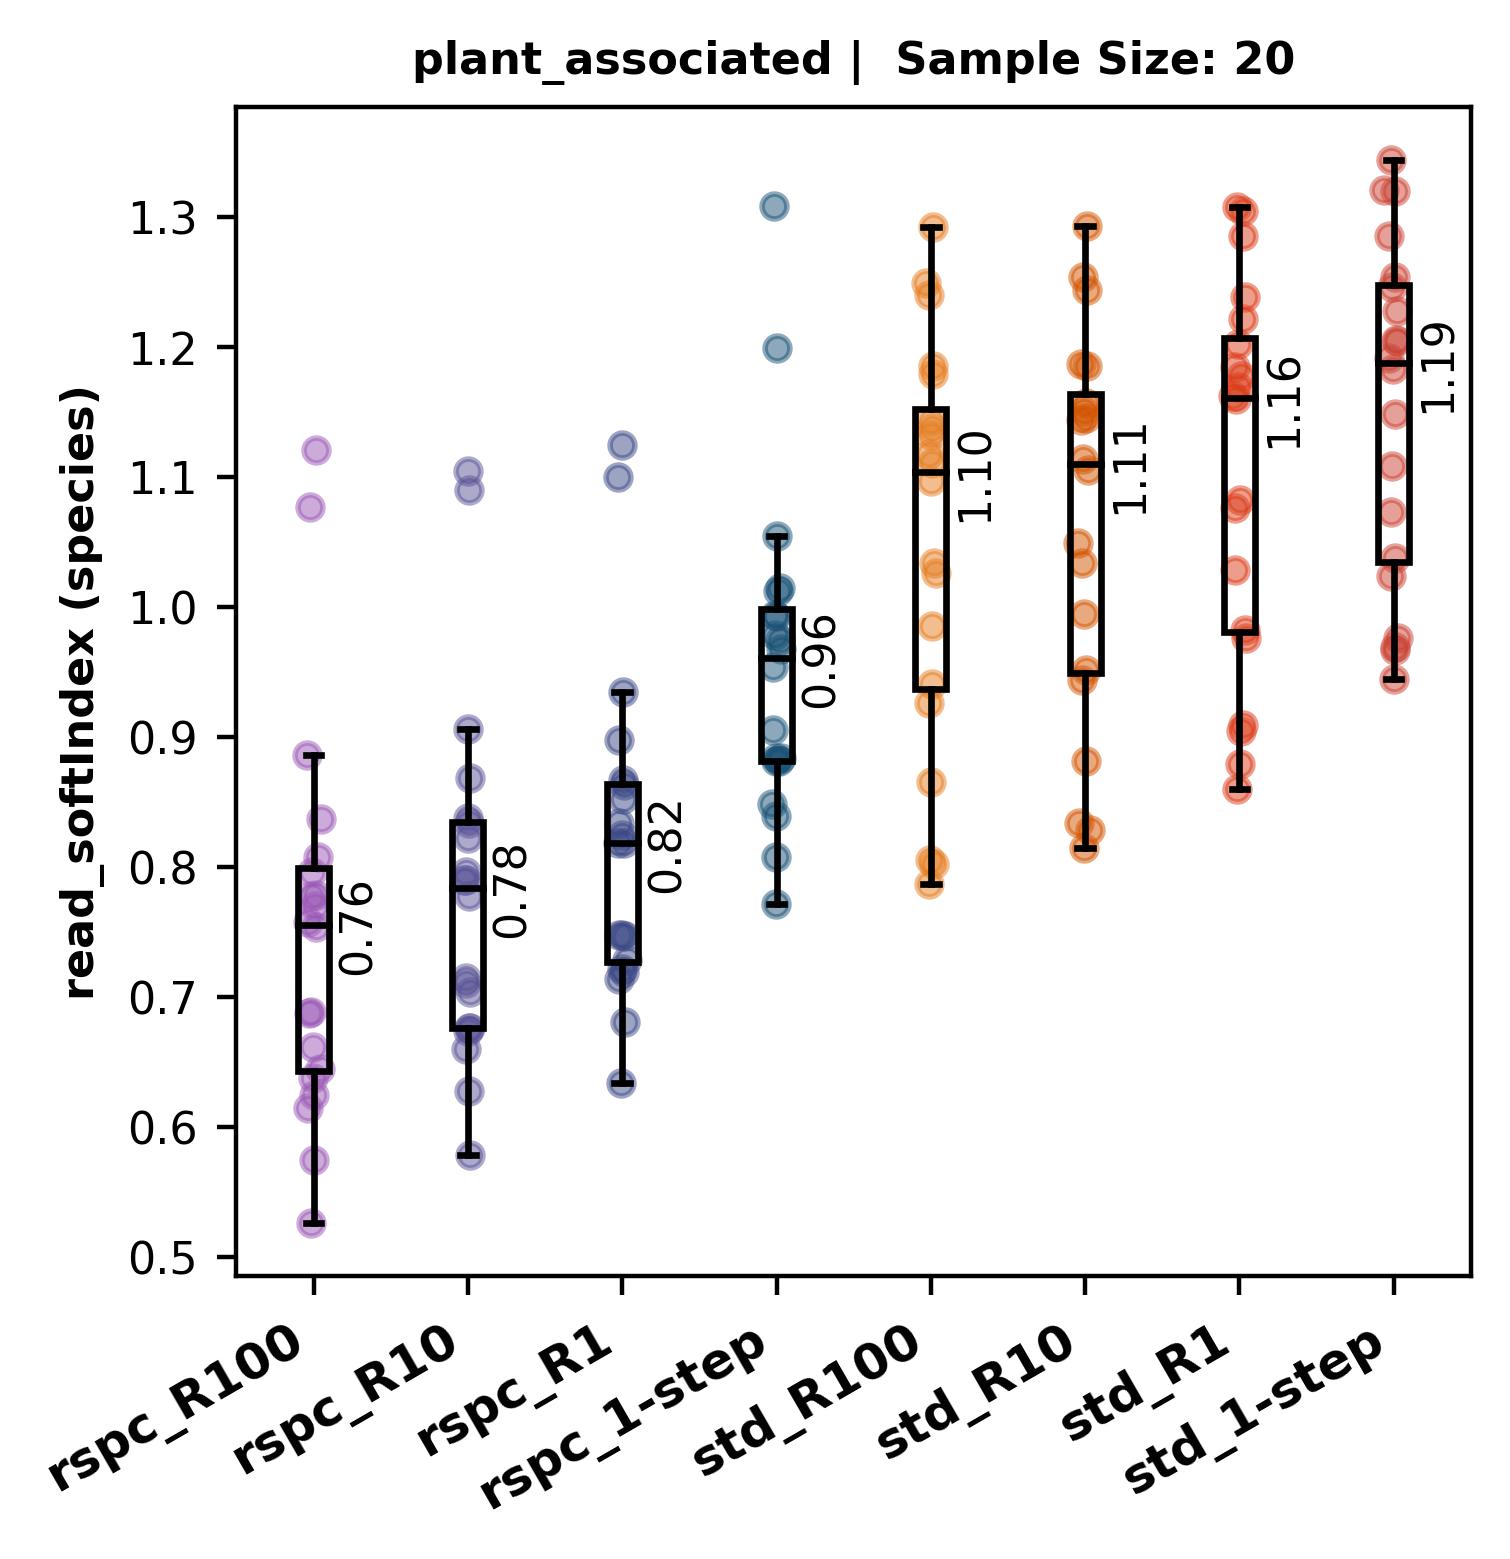 plant_associated |  Sample Size: 20
read_softIndex (species)
1.3
1.2
1.1
1.0
0.9
0.8
0.7
0.6
0.5
0.76
0.78
0.82
0.96
1.10
1.11
1.16
1.19
rspc_R100
rspc_R10
rspc_R1
rspc_1-step
std_R100
std_R10
std_R1
std_1-step